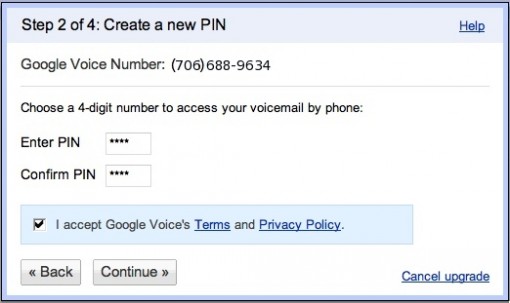 Step 2 of 4: Create a new PIN Help
Google Voice Number: (706)688-9634
Choose a 4-digit number to access your voicemail by phone:
Enter PIN ****
Confirm PIN ****
I accept Google Voice's Terms and Privacy Policy.
« Back Continue » Cancel upgrade